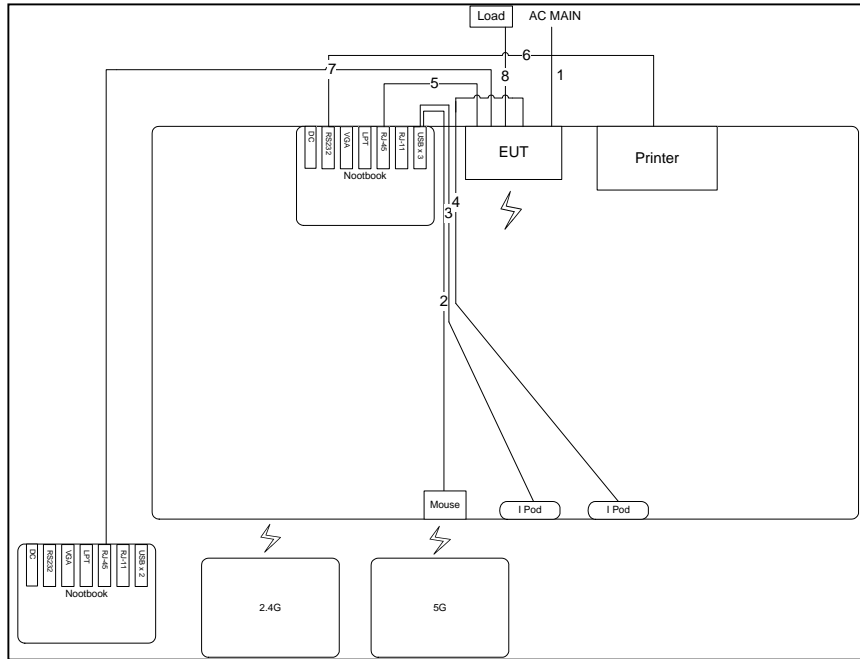 Load
AC MAIN
6
7
5
8
1
DC
RS232
VGA
LPT
RJ-45
RJ-11
USB x 3
Nootbook
EUT
Printer
4
3
2
Mouse
I Pod
I Pod
DC
RS232
VGA
LPT
RJ-45
RJ-11
USB x 2
Nootbook
2.4G
5G